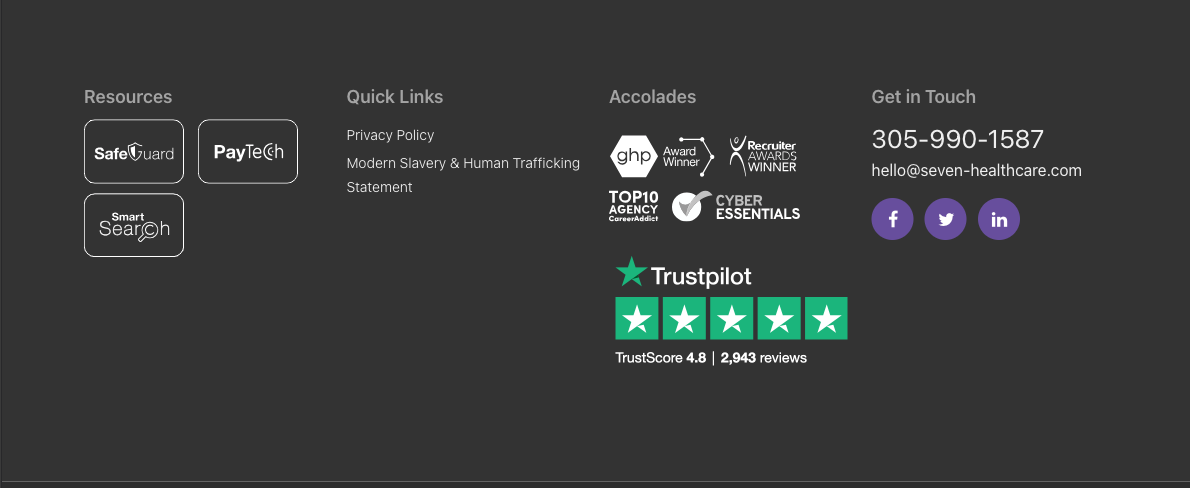 Resources
SafeGuard
PayTech
Smart
Search
Quick Links
Privacy Policy
Modern Slavery & Human Trafficking
Statement
Accolades
ghp
Award
Winner
Recruiter
AWARDS
WINNER
TOP10
AGENCY
CareerAddict
CYBER
ESSENTIALS
Trustpilot
TrustScore 4.8 | 2,943 reviews
Get in Touch
305-990-1587
hello@seven-healthcare.com
f
in